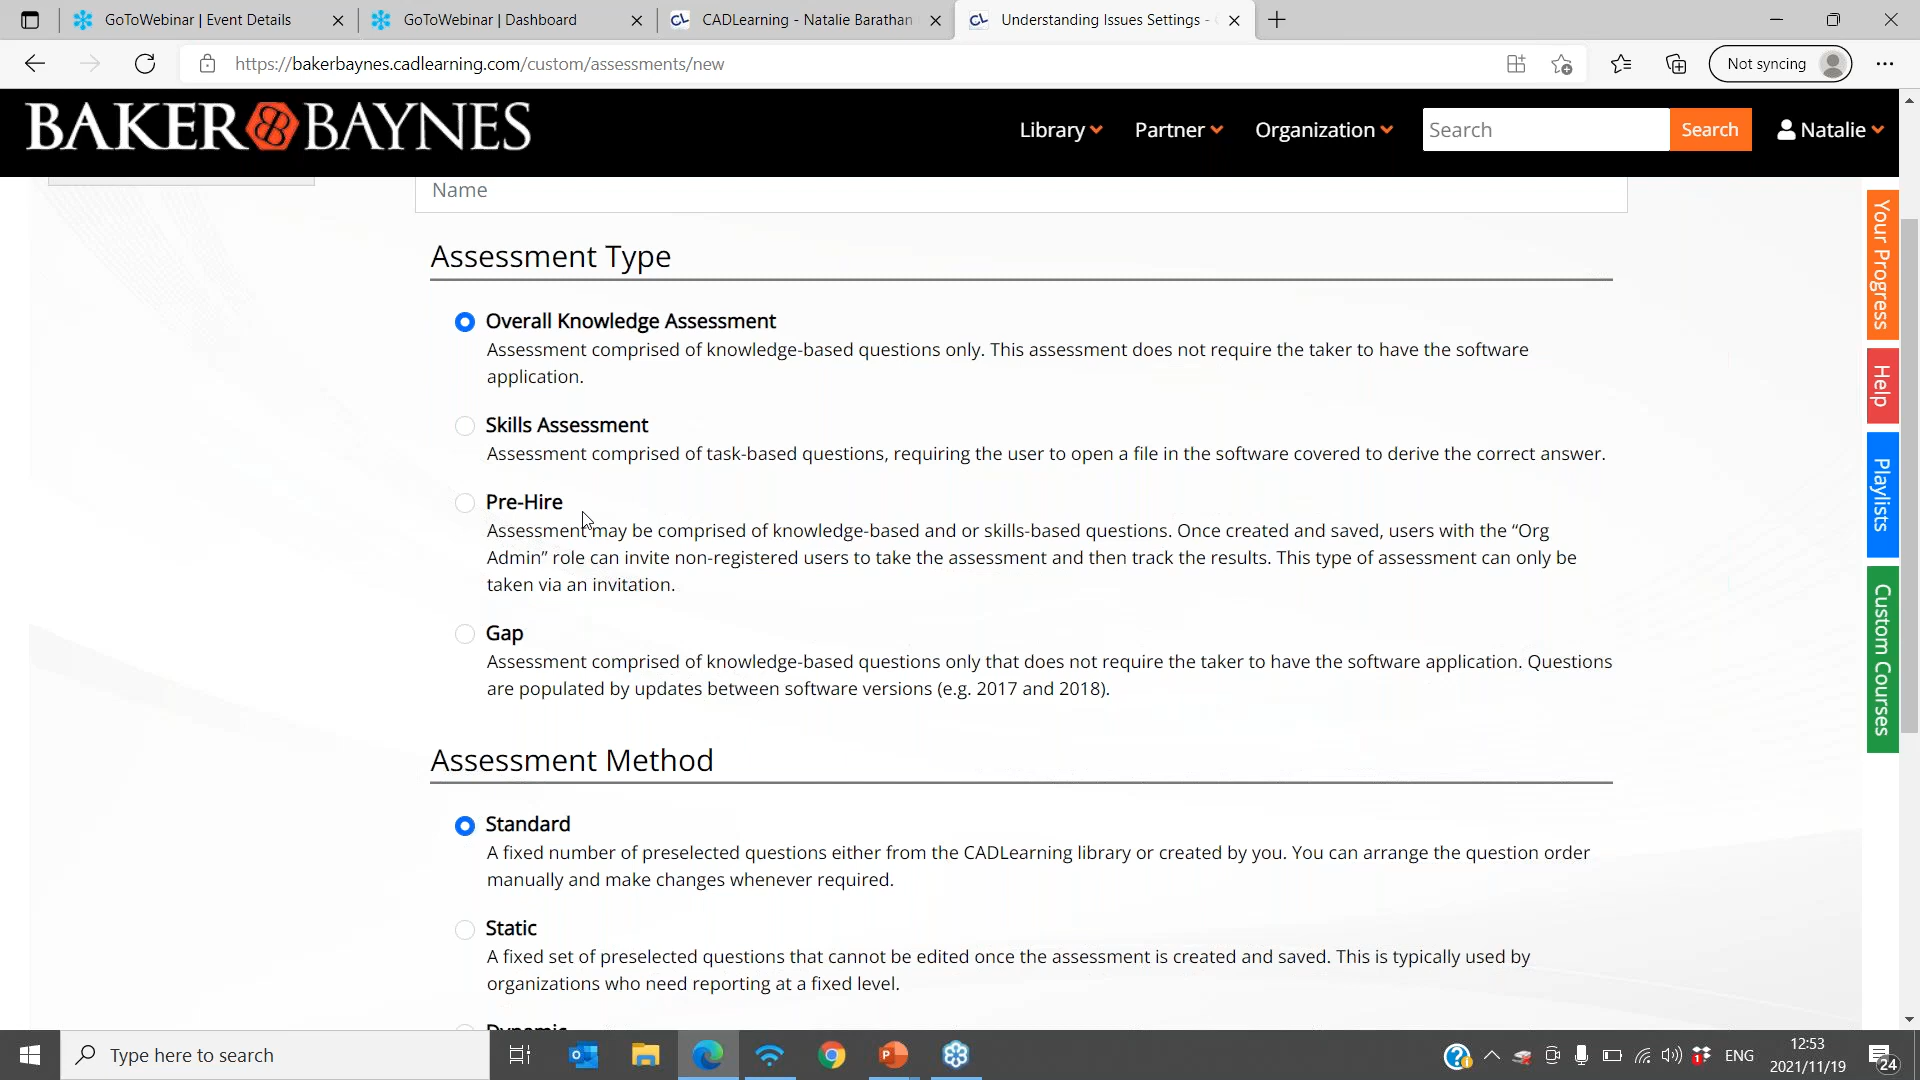 GoToWebinar | Event Details
GoToWebinar | Dashboard
CL CADLearning - Natalie Barathan
CL Understanding Issues Settings -
https://bakerbaynes.cadlearning.com/custom/assessments/new
Not syncing
BAKER BAYNES
Library
Partner
Organization
Search
Search
Natalie
Name
Your Progress
Help
Playlists
Custom Courses
Assessment Type
Overall Knowledge Assessment
Assessment comprised of knowledge-based questions only. This assessment does not require the taker to have the software
application.
Skills Assessment
Assessment comprised of task-based questions, requiring the user to open a file in the software covered to derive the correct answer.
Pre-Hire
Assessment may be comprised of knowledge-based and or skills-based questions. Once created and saved, users with the “Org
Admin” role can invite non-registered users to take the assessment and then track the results. This type of assessment can only be
taken via an invitation.
Gap
Assessment comprised of knowledge-based questions only that does not require the taker to have the software application. Questions
are populated by updates between software versions (e.g. 2017 and 2018).
Assessment Method
Standard
A fixed number of preselected questions either from the CADLearning library or created by you. You can arrange the question order
manually and make changes whenever required.
Static
A fixed set of preselected questions that cannot be edited once the assessment is created and saved. This is typically used by
organizations who need reporting at a fixed level.
Dynamic
Type here to search
ENG
12:53
2021/11/19
24